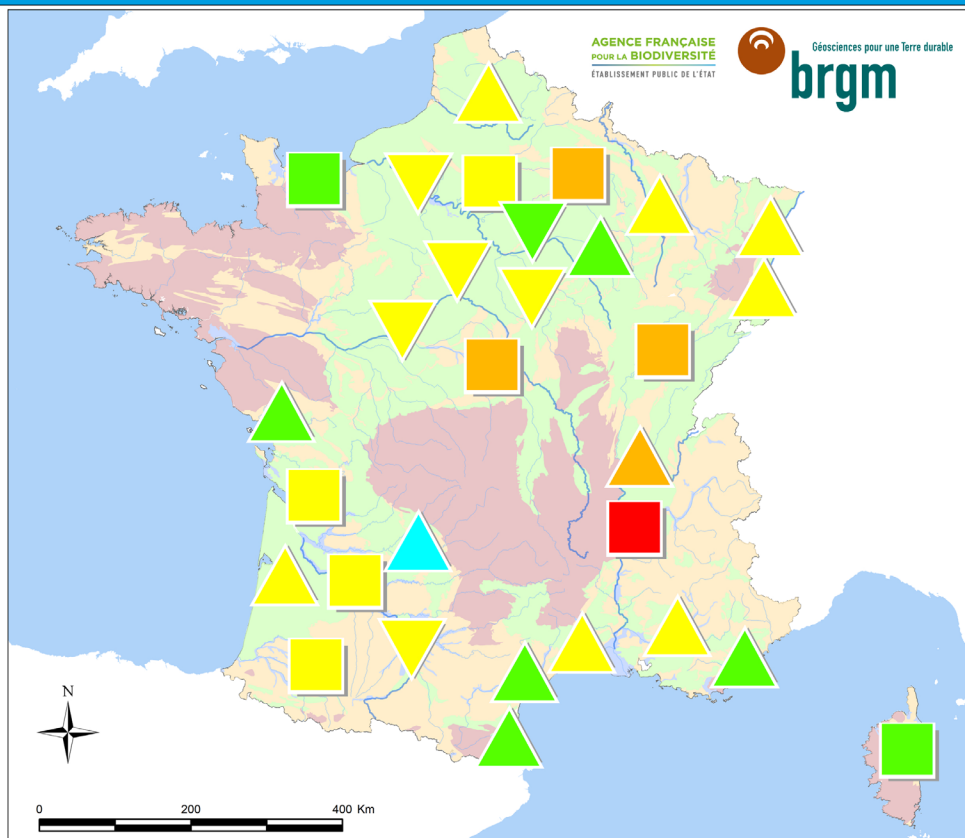 AGENCE FRANÇAISE
POUR LA BIODIVERSITÉ
ÉTABLISSEMENT PUBLIC DE L'ÉTAT
Géosciences pour une Terre durable
brgm
N
0 200 400 Km